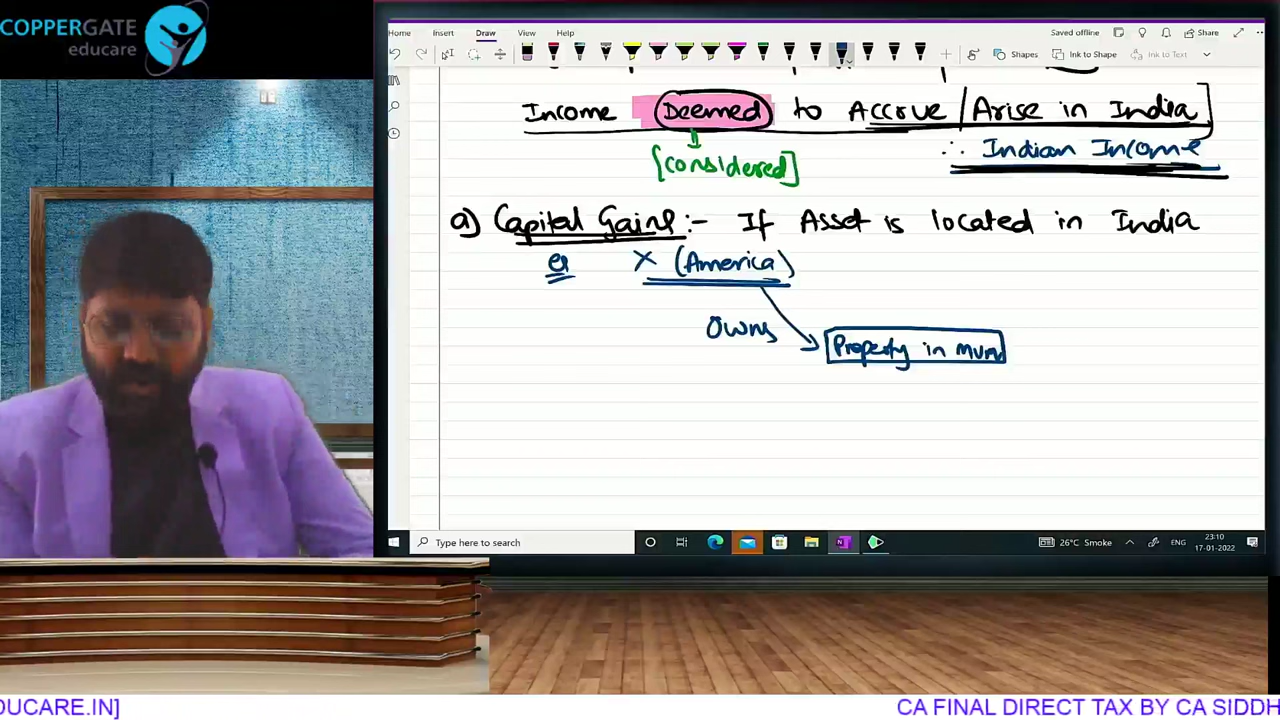 COPPERGATE
educare
Home Insert Draw View Help
Saved offline
Share
Shapes
Ink to Shape
Ink to Math
Income Deemed to Accrue / Arise in India
[considered]
∴ Indian Income
a) Capital Gains :- If Asset is located in India
eg X (America)
Owns
Property in Mum
Type here to search
26°C Smoke
ENG
23:10
17-01-2022
DUCARE.IN]
CA FINAL DIRECT TAX BY CA SIDDH